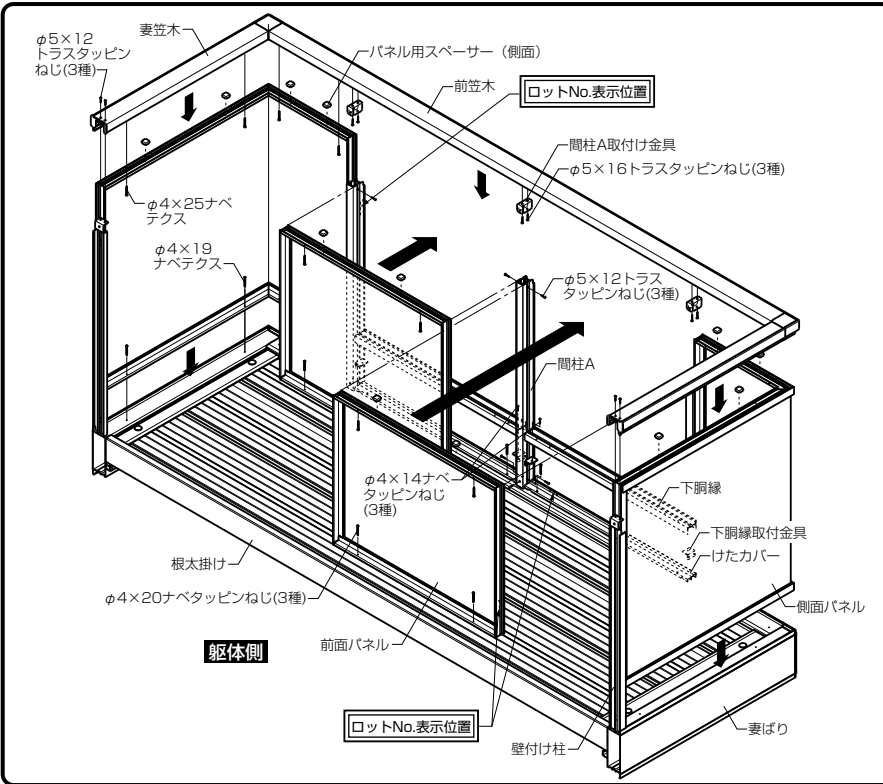 妻笠木
φ5×12
トラスタッピン
ねじ(3種)
パネル用スペーサー（側面）
前笠木
ロットNo.表示位置
間柱A取付け金具
φ5×16トラスタッピンねじ(3種)
φ4×25ナベ
テクス
φ4×19
ナベテクス
φ5×12トラス
タッピンねじ(3種)
間柱A
φ4×14ナベ
タッピンねじ
(3種)
下胴縁
下胴縁取付金具
けたカバー
根太掛け
φ4×20ナベタッピンねじ(3種)
側面パネル
躯体側
前面パネル
ロットNo.表示位置
壁付け柱
妻ばり